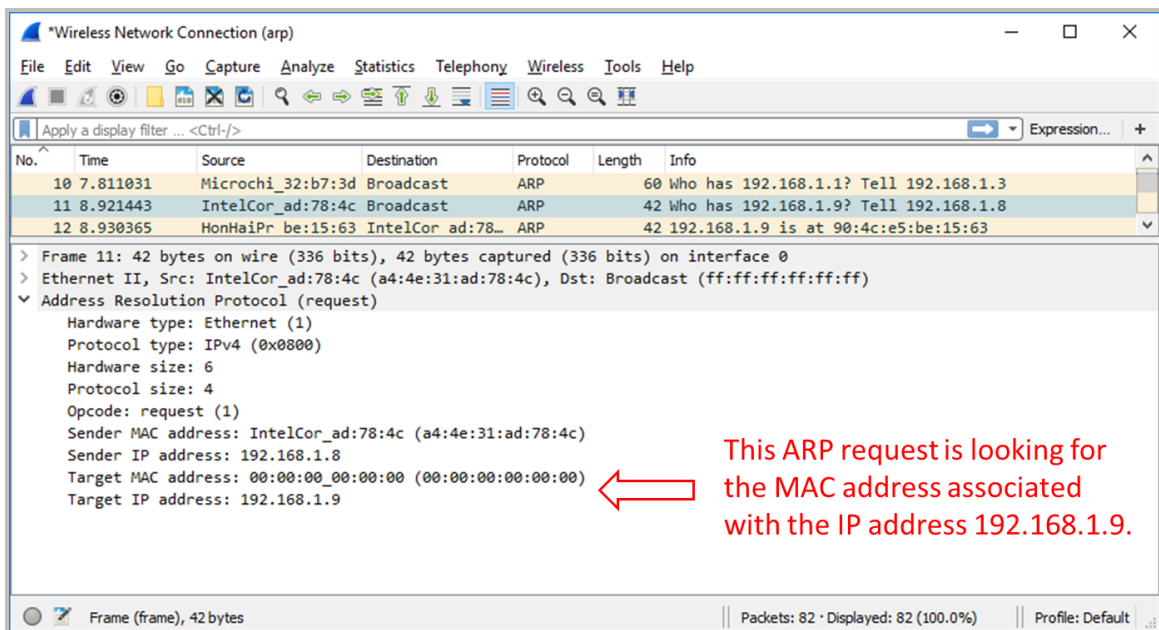 *Wireless Network Connection (arp)
File Edit View Go Capture Analyze Statistics Telephony Wireless Tools Help
Apply a display filter ... <Ctrl-/> Expression... +
No. Time Source Destination Protocol Length Info
10 7.811031 Microchi_32:b7:3d Broadcast ARP 60 Who has 192.168.1.1? Tell 192.168.1.3
11 8.921443 IntelCor_ad:78:4c Broadcast ARP 42 Who has 192.168.1.9? Tell 192.168.1.8
12 8.930365 HonHaiPr be:15:63 IntelCor ad:78… ARP 42 192.168.1.9 is at 90:4c:e5:be:15:63
Frame 11: 42 bytes on wire (336 bits), 42 bytes captured (336 bits) on interface 0
Ethernet II, Src: IntelCor_ad:78:4c (a4:4e:31:ad:78:4c), Dst: Broadcast (ff:ff:ff:ff:ff:ff)
Address Resolution Protocol (request)
Hardware type: Ethernet (1)
Protocol type: IPv4 (0x0800)
Hardware size: 6
Protocol size: 4
Opcode: request (1)
Sender MAC address: IntelCor_ad:78:4c (a4:4e:31:ad:78:4c)
Sender IP address: 192.168.1.8
Target MAC address: 00:00:00_00:00:00 (00:00:00:00:00:00)
Target IP address: 192.168.1.9
This ARP request is looking for
the MAC address associated
with the IP address 192.168.1.9.
Frame (frame), 42 bytes Packets: 82 · Displayed: 82 (100.0%) Profile: Default